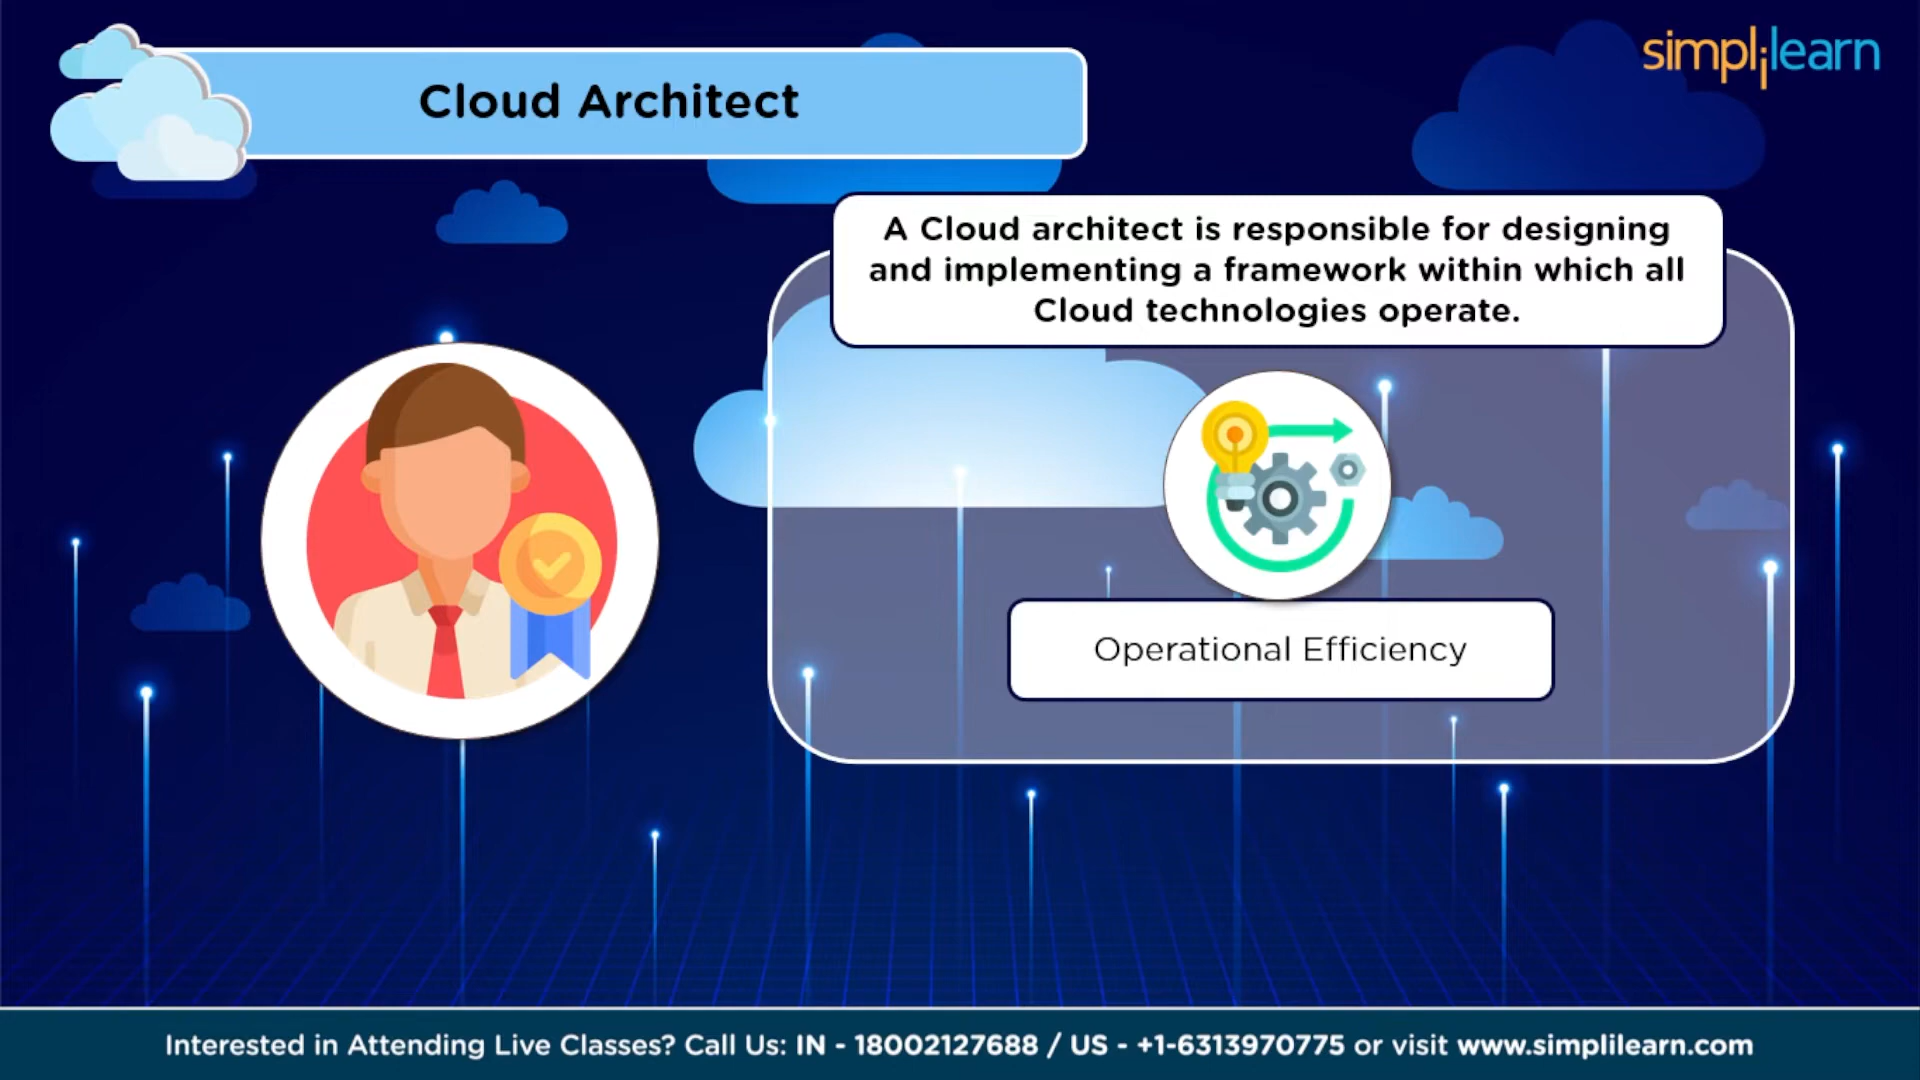 Cloud Architect
simplilearn
A Cloud architect is responsible for designing
and implementing a framework within which all
Cloud technologies operate.
Operational Efficiency
Interested in Attending Live Classes? Call Us: IN - 18002127688 / US - +1-6313970775 or visit www.simplilearn.com